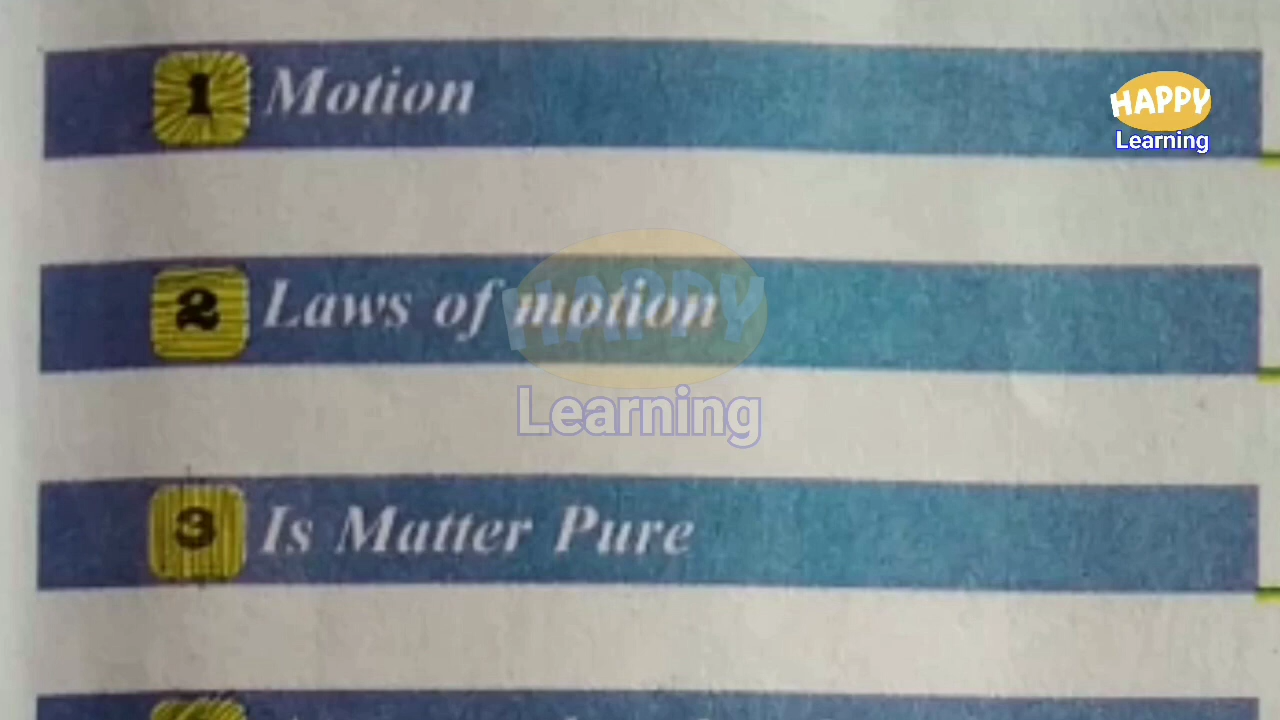 1 Motion
HAPPY
Learning
2 Laws of motion
HAPPY
Learning
3 Is Matter Pure